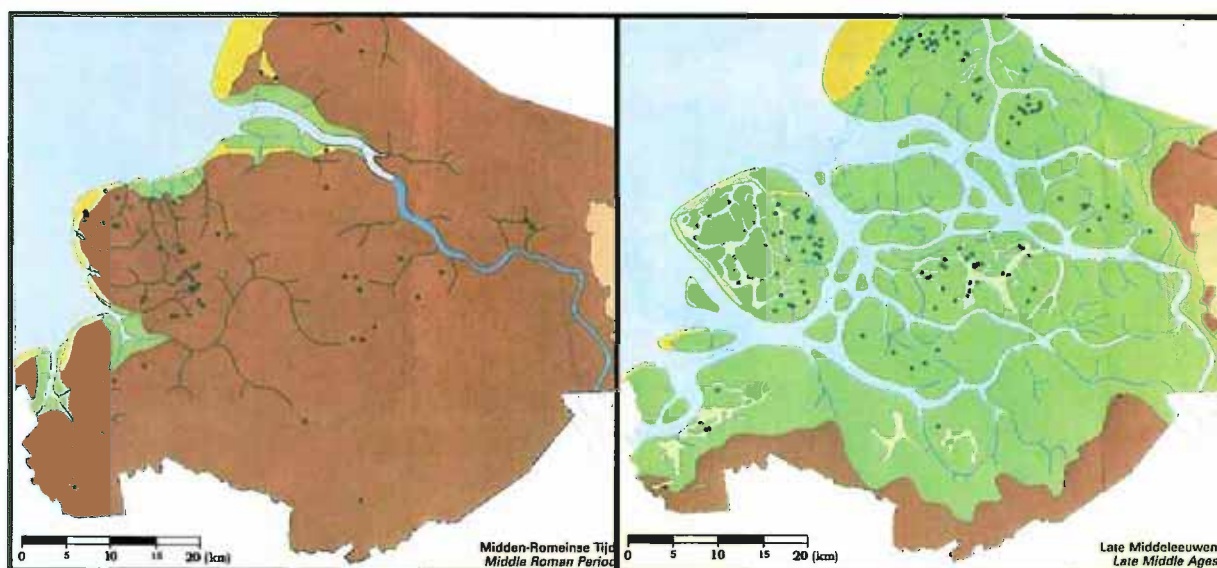 0 5 10 15 20 (km)
Midden-Romeinse Tijd
Middle Roman Period
0 5 10 15 20 (km)
Late Middeleeuwen
Late Middle Ages